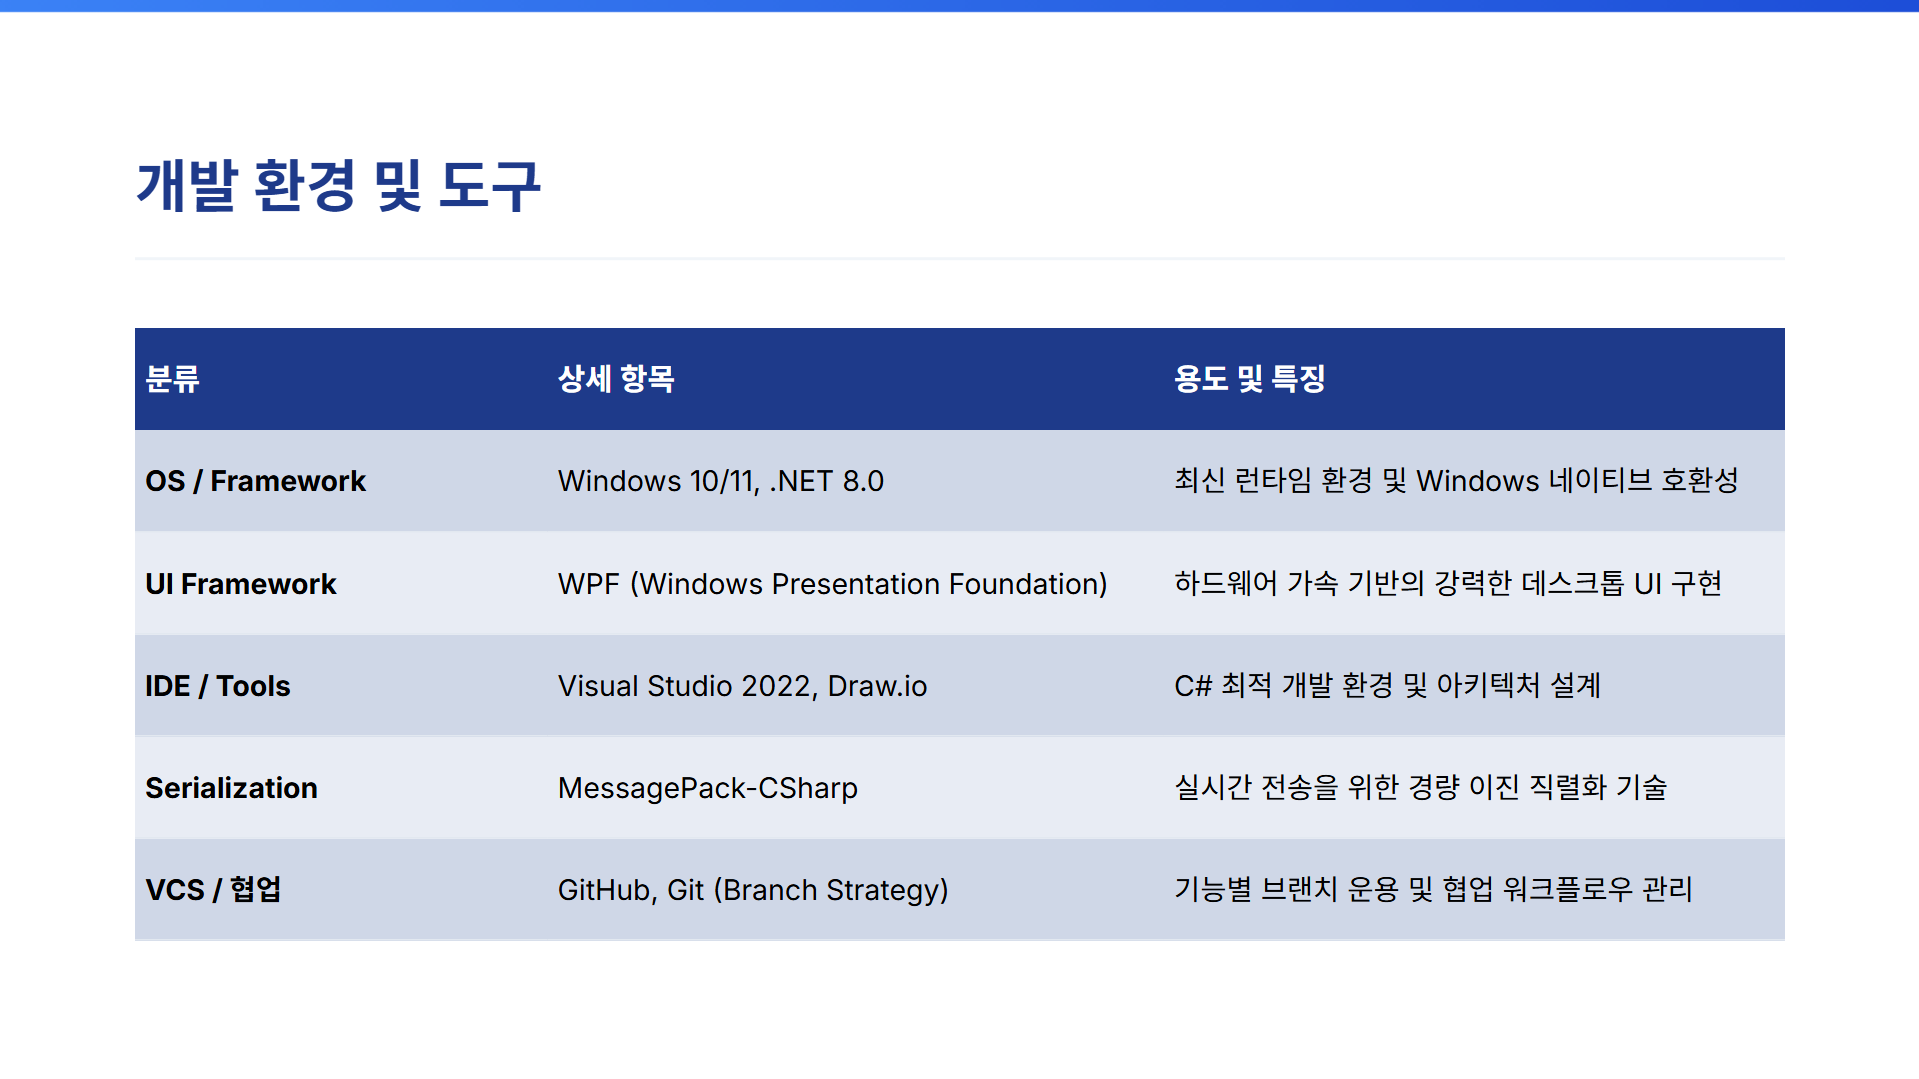 개발 환경 및 도구
분류 상세 항목 용도 및 특징
OS / Framework Windows 10/11, .NET 8.0 최신 런타임 환경 및 Windows 네이티브 호환성
UI Framework WPF (Windows Presentation Foundation) 하드웨어 가속 기반의 강력한 데스크톱 UI 구현
IDE / Tools Visual Studio 2022, Draw.io C# 최적 개발 환경 및 아키텍처 설계
Serialization MessagePack-CSharp 실시간 전송을 위한 경량 이진 직렬화 기술
VCS / 협업 GitHub, Git (Branch Strategy) 기능별 브랜치 운용 및 협업 워크플로우 관리